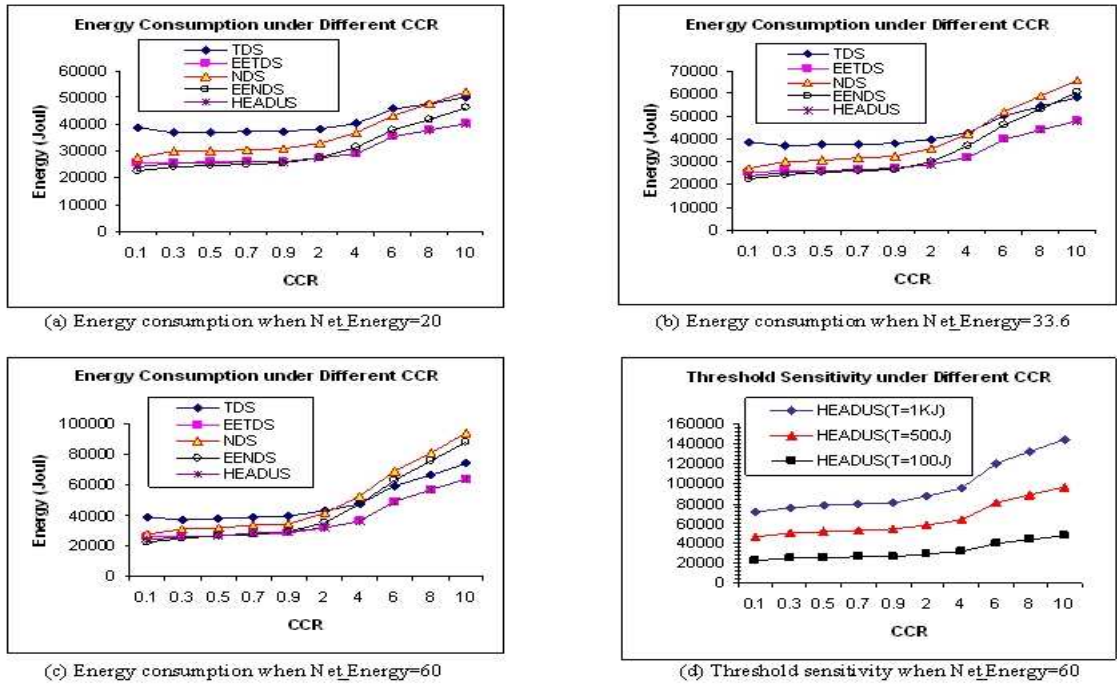 Energy Consumption under Different CCR
TDS
EETDS
NDS
EENDS
HEADUS
60000
50000
40000
30000
20000
10000
0
Energy (Joul)
0.1 0.3 0.5 0.7 0.9 2 4 6 8 10
CCR
(a) Energy consumption when Net_Energy=20
Energy Consumption under Different CCR
TDS
EETDS
NDS
EENDS
HEADUS
70000
60000
50000
40000
30000
20000
10000
0
Energy (Joul)
0.1 0.3 0.5 0.7 0.9 2 4 6 8 10
CCR
(b) Energy consumption when Net_Energy=33.6
Energy Consumption under Different CCR
TDS
EETDS
NDS
EENDS
HEADUS
100000
80000
60000
40000
20000
0
Energy (Joul)
0.1 0.3 0.5 0.7 0.9 2 4 6 8 10
CCR
(c) Energy consumption when Net_Energy=60
Threshold Sensitivity under Different CCR
HEADUS(T=1KJ)
HEADUS(T=500J)
HEADUS(T=100J)
160000
140000
120000
100000
80000
60000
40000
20000
0
0.1 0.3 0.5 0.7 0.9 2 4 6 8 10
CCR
(d) Threshold sensitivity when Net_Energy=60